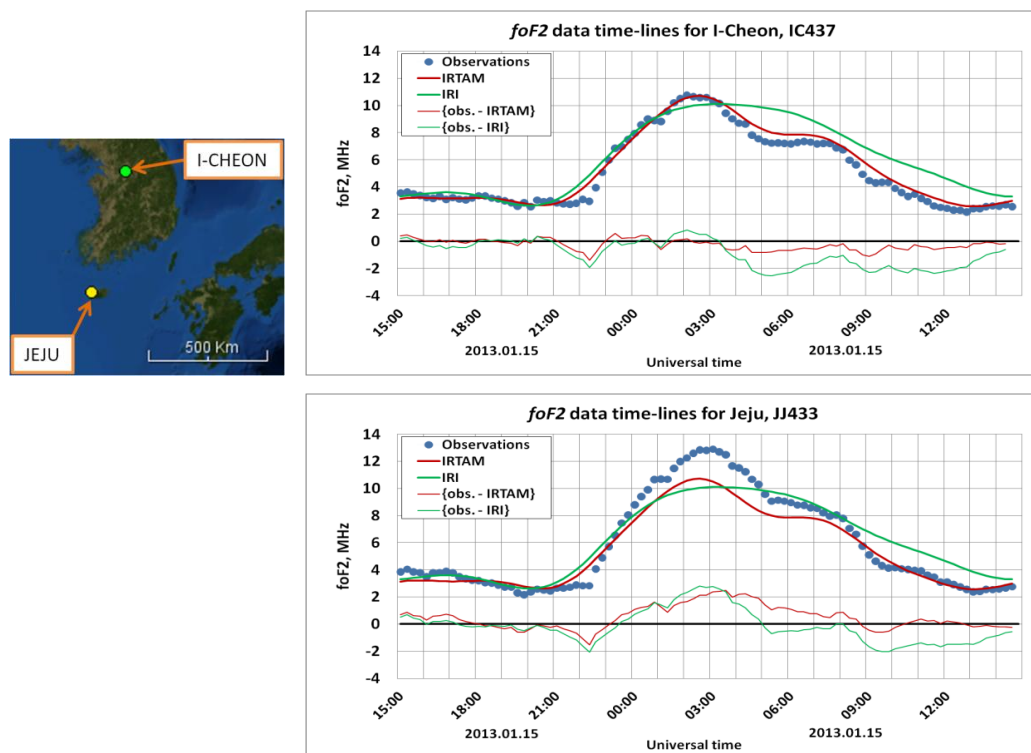 I-CHEON
JEJU
500 Km
foF2 data time-lines for I-Cheon, IC437
14
12
10
8
6
4
2
0
-2
-4
foF2, MHz
Observations
IRTAM
IRI
{obs. - IRTAM}
{obs. - IRI}
15:00 18:00 21:00 00:00 03:00 06:00 09:00 12:00
2013.01.15 2013.01.15
Universal time
foF2 data time-lines for Jeju, JJ433
14
12
10
8
6
4
2
0
-2
-4
foF2, MHz
Observations
IRTAM
IRI
{obs. - IRTAM}
{obs. - IRI}
15:00 18:00 21:00 00:00 03:00 06:00 09:00 12:00
2013.01.15 2013.01.15
Universal time